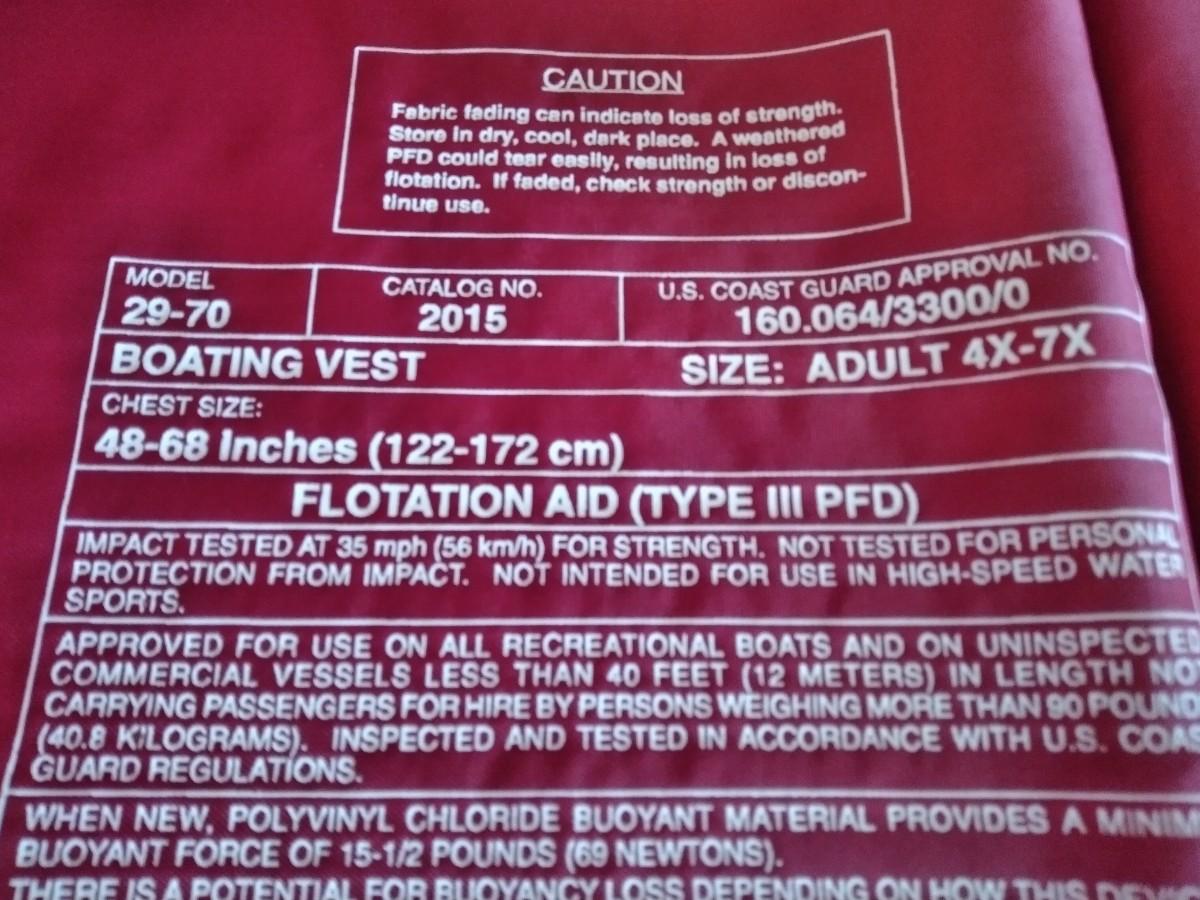 CAUTION
Fabric fading can indicate loss of strength.
Store in dry, cool, dark place. A weathered
PFD could tear easily, resulting in loss of
flotation. If faded, check strength or discon-
tinue use.
MODEL CATALOG NO. U.S. COAST GUARD APPROVAL NO.
29-70 2015 160.064/3300/0
BOATING VEST SIZE: ADULT 4X-7X
CHEST SIZE:
48-68 Inches (122-172 cm)
FLOTATION AID (TYPE III PFD)
IMPACT TESTED AT 35 mph (56 km/h) FOR STRENGTH. NOT TESTED FOR PERSONAL
PROTECTION FROM IMPACT. NOT INTENDED FOR USE IN HIGH-SPEED WATER
SPORTS.
APPROVED FOR USE ON ALL RECREATIONAL BOATS AND ON UNINSPECTE
COMMERCIAL VESSELS LESS THAN 40 FEET (12 METERS) IN LENGTH NO
CARRYING PASSENGERS FOR HIRE BY PERSONS WEIGHING MORE THAN 90 POUND
(40.8 KILOGRAMS). INSPECTED AND TESTED IN ACCORDANCE WITH U.S. COAS
GUARD REGULATIONS.
WHEN NEW, POLYVINYL CHLORIDE BUOYANT MATERIAL PROVIDES A MINIM
BUOYANT FORCE OF 15-1/2 POUNDS (69 NEWTONS).
THERE IS A POTENTIAL FOR BUOYANCY LOSS DEPENDING ON HOW THIS